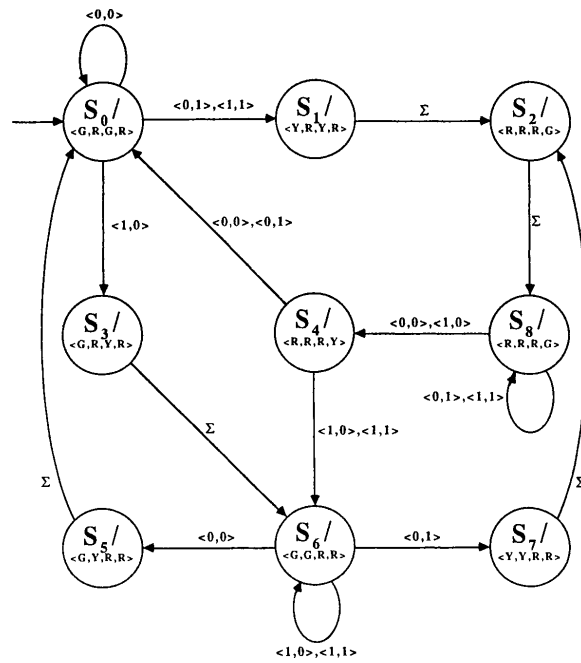 <0,0>
S0/ <0,1>,<1,1> S1/ Σ S2/
<G,R,G,R> <Y,R,Y,R> <R,R,R,G>
<1,0> <0,0>,<0,1> Σ
S3/ S4/ <0,0>,<1,0> S8/
<G,R,Y,R> <R,R,R,Y> <R,R,R,G>
<0,1>,<1,1>
Σ <1,0>,<1,1>
Σ Σ
S5/ <0,0> S6/ <0,1> S7/
<G,Y,R,R> <G,G,R,R> <Y,Y,R,R>
<1,0>,<1,1>